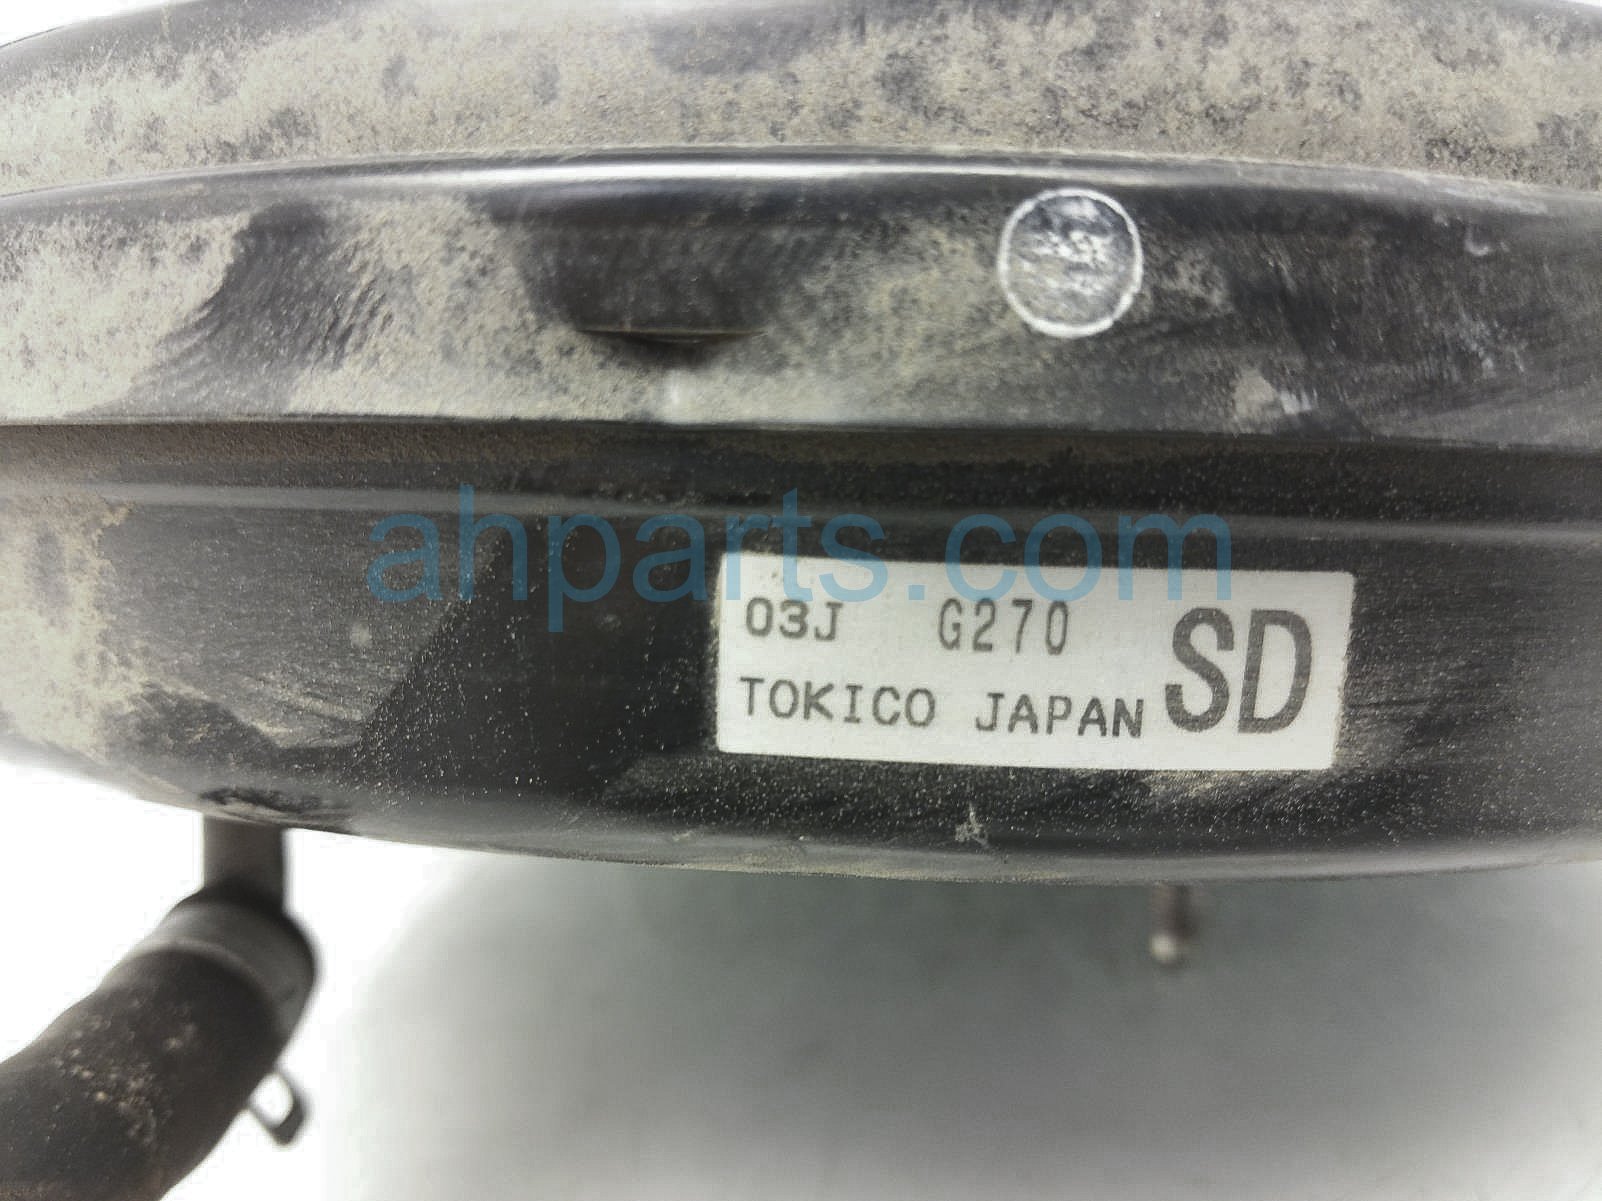 ahparts.com
03J G270
SD
TOKICO JAPAN